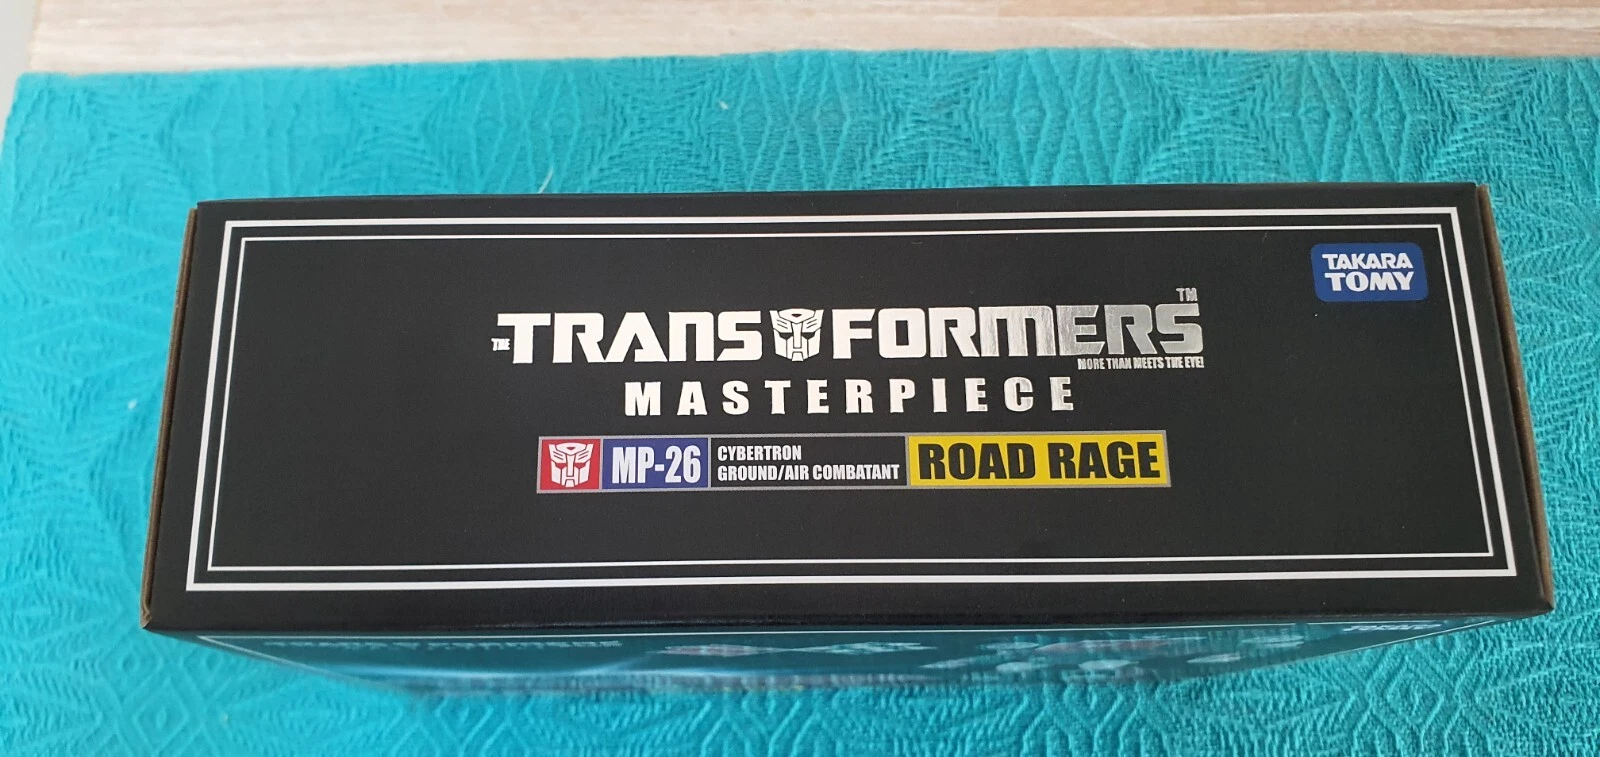 TAKARA
TOMY
THE TRANSFORMERS TM
MORE THAN MEETS THE EYE!
MASTERPIECE
MP-26 CYBERTRON
GROUND/AIR COMBATANT ROAD RAGE